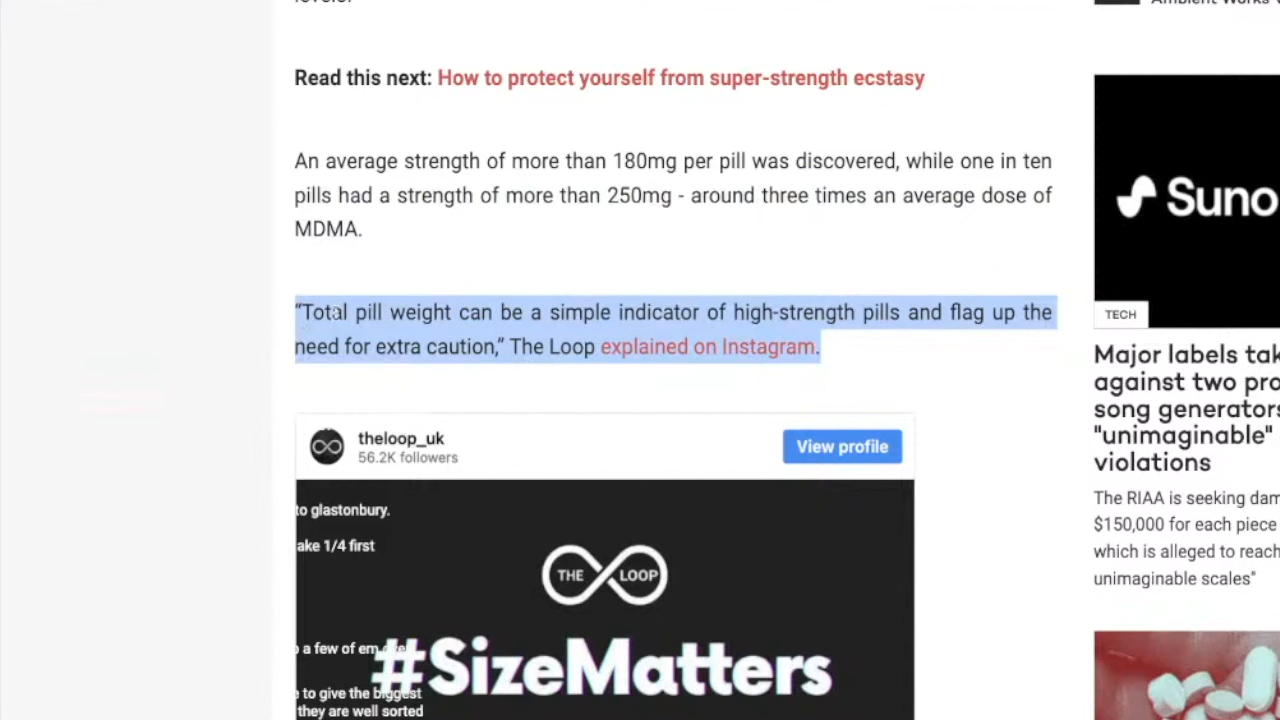 Read this next: How to protect yourself from super-strength ecstasy
An average strength of more than 180mg per pill was discovered, while one in ten
pills had a strength of more than 250mg - around three times an average dose of
MDMA.
“Total pill weight can be a simple indicator of high-strength pills and flag up the
need for extra caution,” The Loop explained on Instagram.
theloop_uk
56.2K followers
View profile
to glastonbury.
ake 1/4 first
THE LOOP
a few of em
#SizeMatters
e to give the biggest
they are well sorted
Suno
TECH
Major labels tak
against two pro
song generators
"unimaginable"
violations
The RIAA is seeking dam
$150,000 for each piece
which is alleged to reach
unimaginable scales"